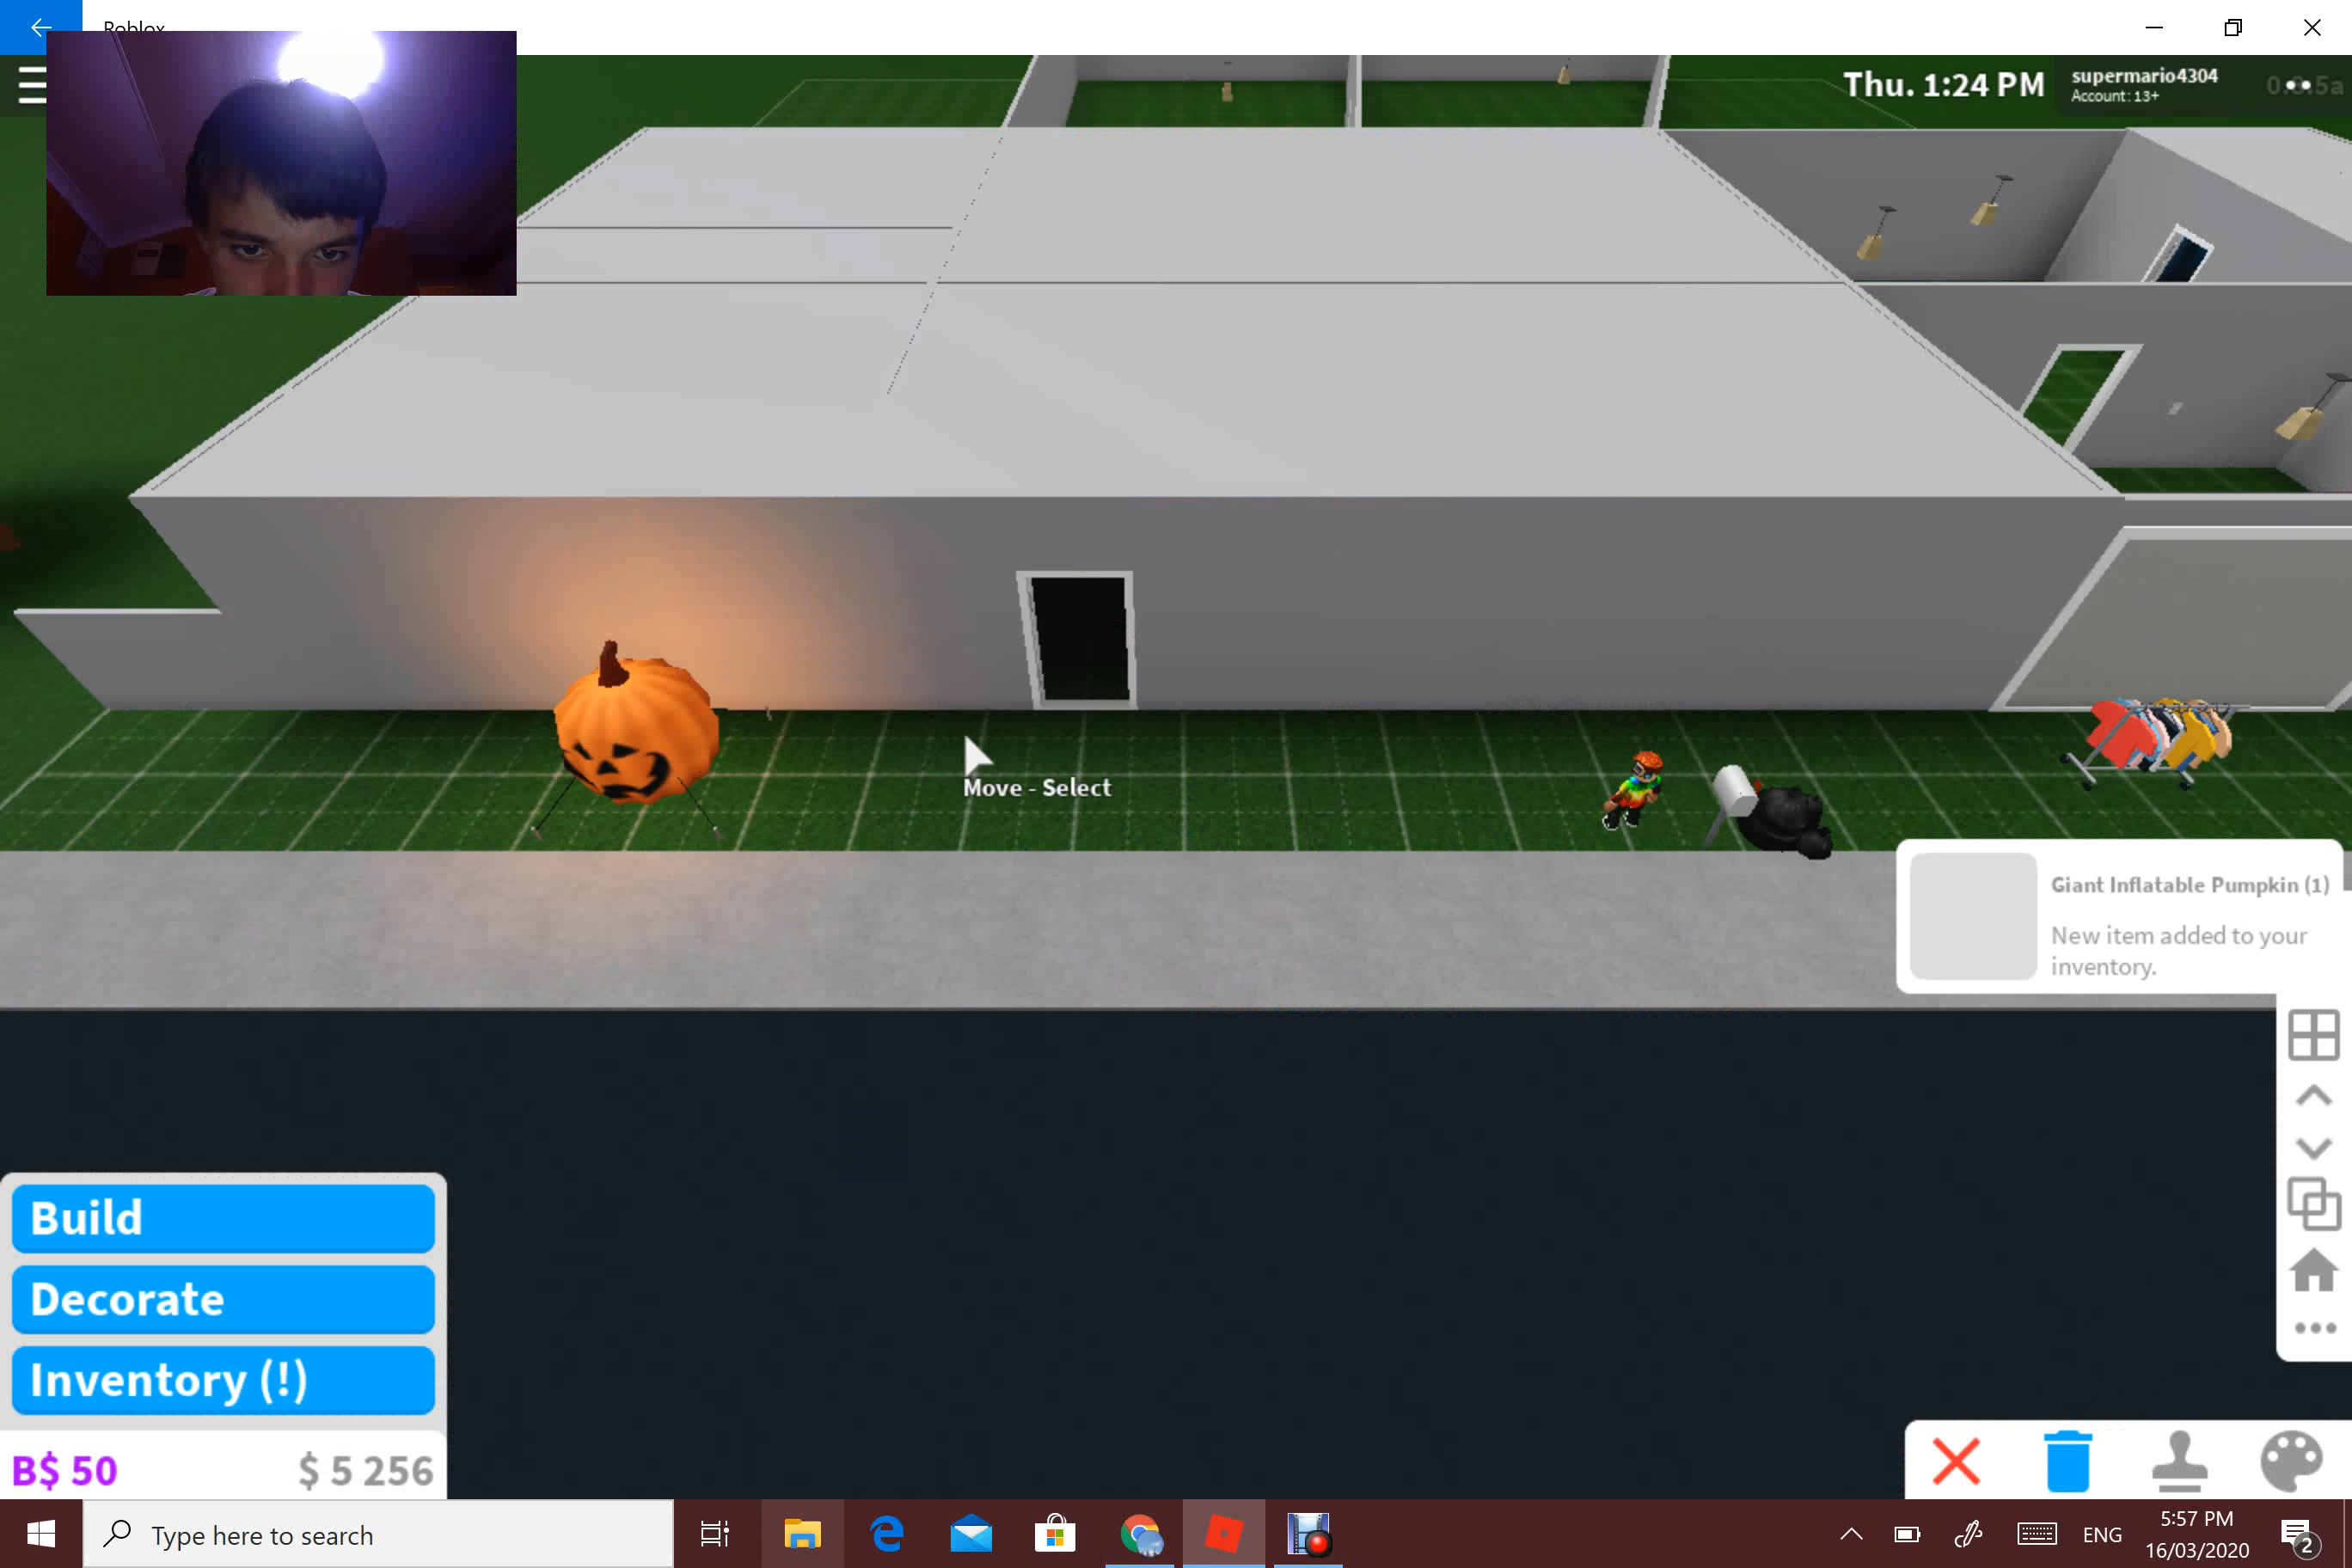 Roblox
Thu. 1:24 PM
supermario4304
Account: 13+
Move - Select
Giant Inflatable Pumpkin (1)
New item added to your
inventory.
Build
Decorate
Inventory (!)
B$ 50
$ 5 256
Type here to search
ENG
5:57 PM
16/03/2020
2